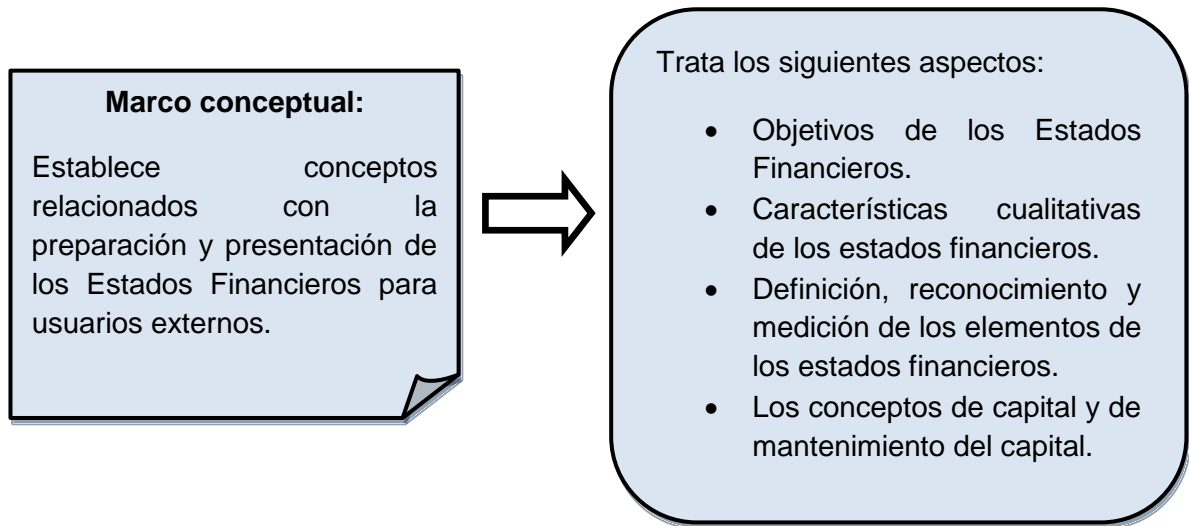 Marco conceptual:
Establece conceptos
relacionados con la
preparación y presentación de
los Estados Financieros para
usuarios externos.
Trata los siguientes aspectos:
• Objetivos de los Estados
Financieros.
• Características cualitativas
de los estados financieros.
• Definición, reconocimiento y
medición de los elementos de
los estados financieros.
• Los conceptos de capital y de
mantenimiento del capital.